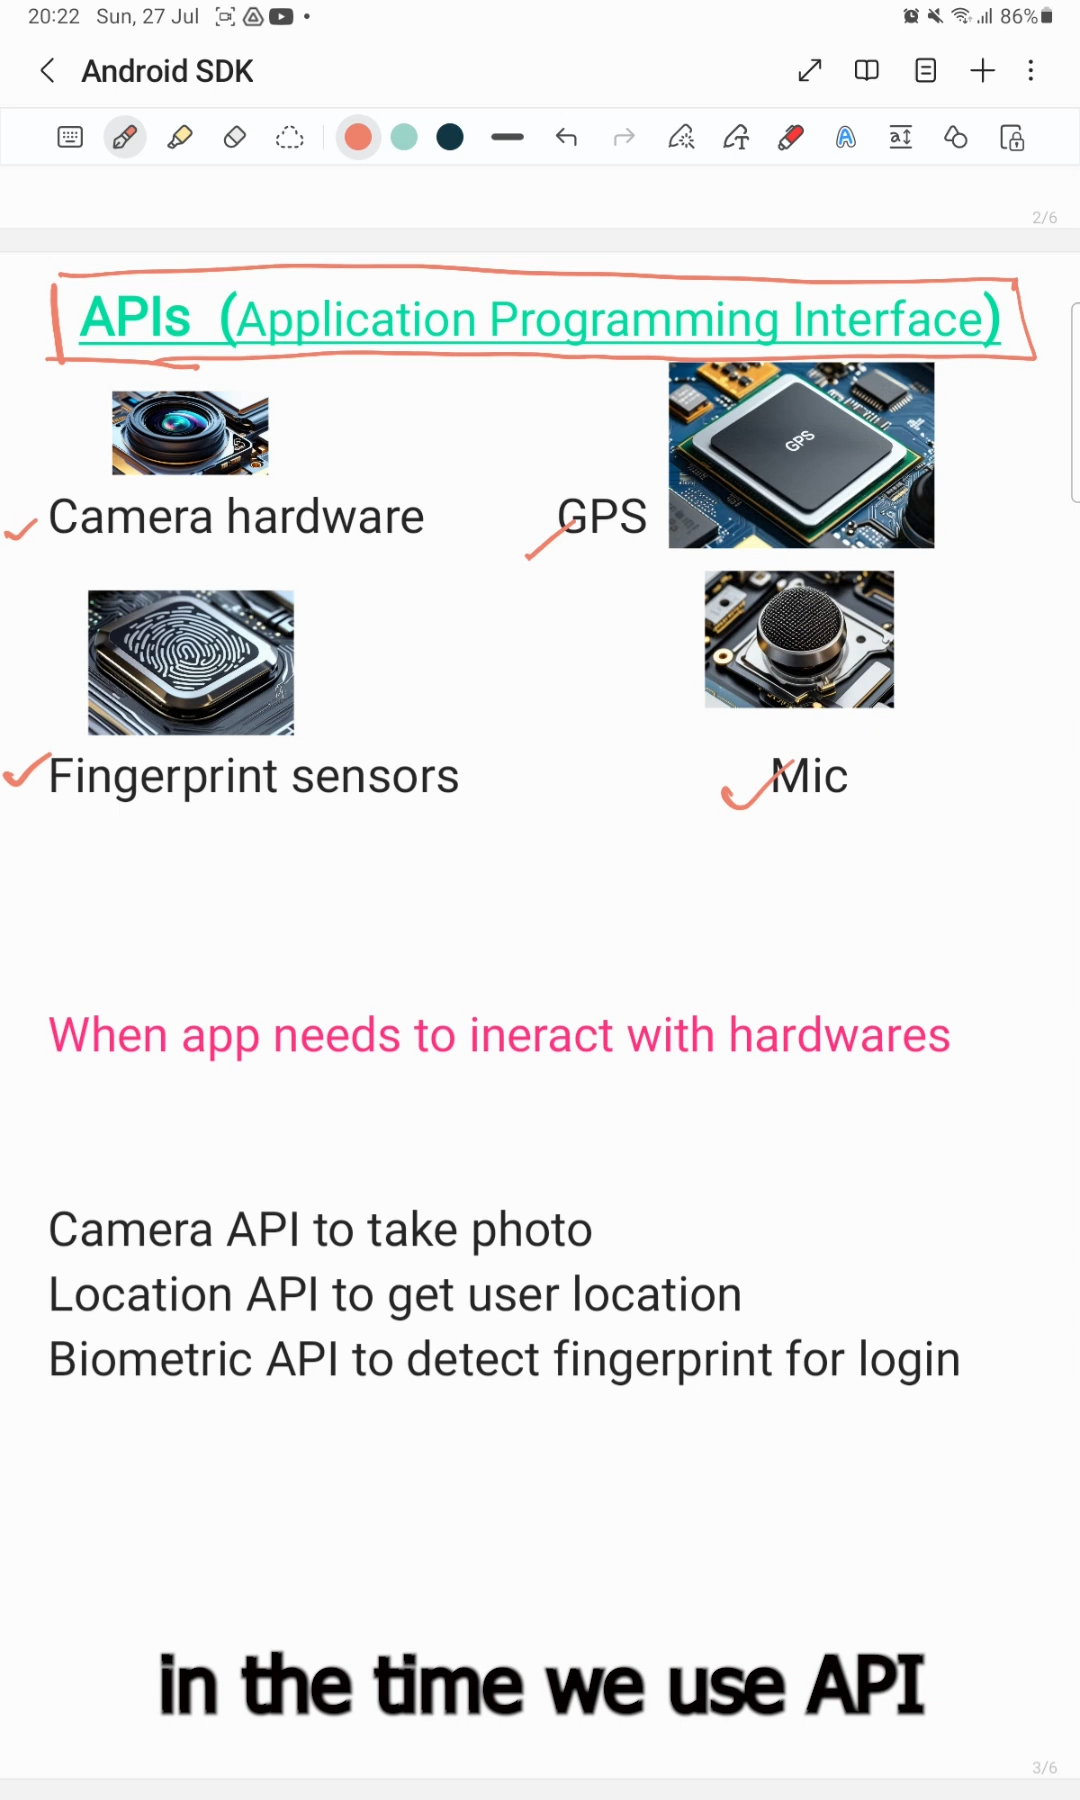 20:22 Sun, 27 Jul 86%
Android SDK
2/6
APIs (Application Programming Interface)
GPS
Camera hardware GPS
Fingerprint sensors Mic
When app needs to ineract with hardwares
Camera API to take photo
Location API to get user location
Biometric API to detect fingerprint for login
in the time we use API
3/6